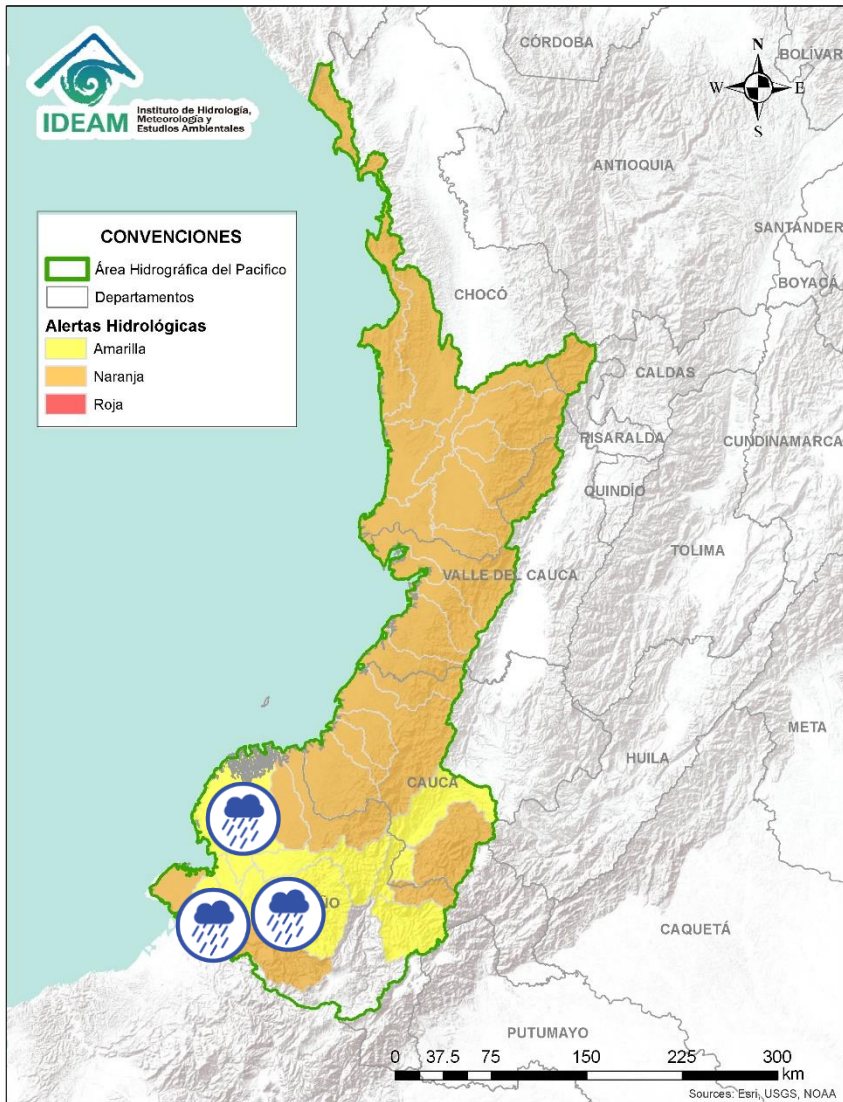 IDEAM
Instituto de Hidrología,
Meteorología y
Estudios Ambientales
N
W
E
S
CÓRDOBA
BOLÍVAR
ANTIOQUIA
SANTANDER
BOYACÁ
CONVENCIONES
Área Hidrográfica del Pacifico
Departamentos
Alertas Hidrológicas
Amarilla
Naranja
Roja
CHOCÓ
CALDAS
RISARALDA
CUNDINAMARCA
QUINDÍO
TOLIMA
VALLE DEL CAUCA
META
HUILA
CAUCA
CAQUETÁ
PUTUMAYO
0 37.5 75 150 225 300
km
Sources: Esri, USGS, NOAA